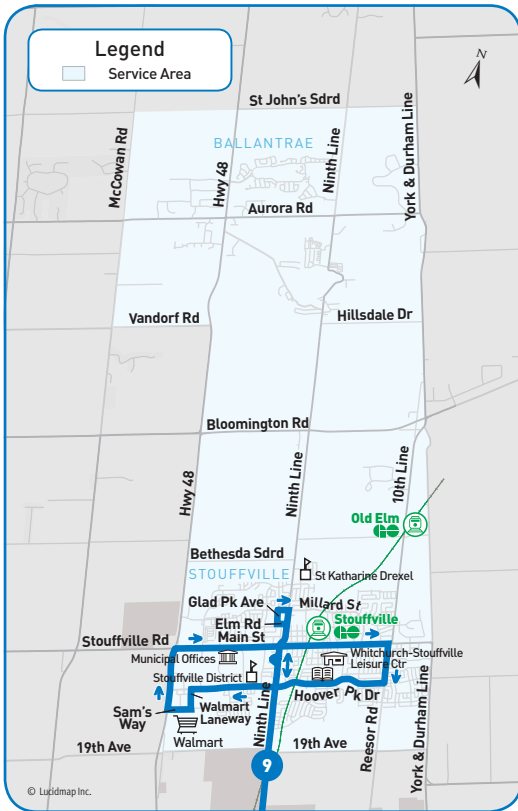 Legend
Service Area
N
St John's Sdrd
BALLANTRAE
McCowan Rd
Hwy 48
Ninth Line
York & Durham Line
Aurora Rd
Vandorf Rd
Hillsdale Dr
Bloomington Rd
Hwy 48
Ninth Line
10th Line
Old Elm
GO
Bethesda Sdrd
STOUFFVILLE
St Katharine Drexel
Glad Pk Ave
Millard St
Elm Rd
Stouffville
GO
Main St
Stouffville Rd
Municipal Offices
Whitchurch-Stouffville
Leisure Ctr
Stouffville District
Hoover Pk Dr
Walmart
Laneway
Sam's
Way
Ninth Line
Reesor Rd
York & Durham Line
Walmart
19th Ave
19th Ave
9
© Lucidmap Inc.